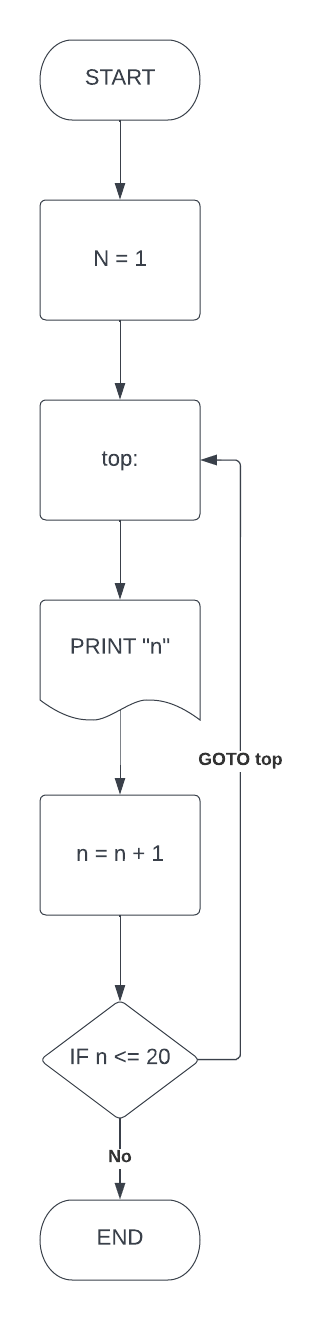 START
N = 1
top:
PRINT "n"
GOTO top
n = n + 1
IF n <= 20
No
END